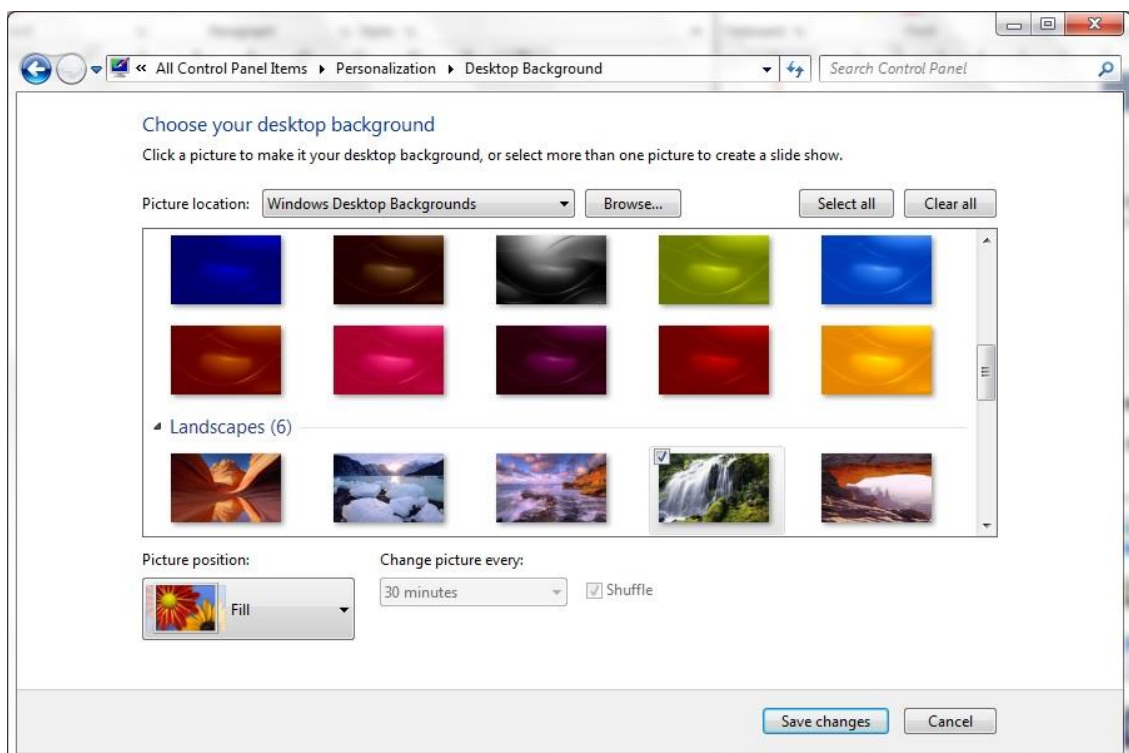 « All Control Panel Items ▸ Personalization ▸ Desktop Background
Search Control Panel
Choose your desktop background
Click a picture to make it your desktop background, or select more than one picture to create a slide show.
Picture location: Windows Desktop Backgrounds Browse... Select all Clear all
Landscapes (6)
Picture position: Change picture every:
Fill 30 minutes Shuffle
Save changes Cancel